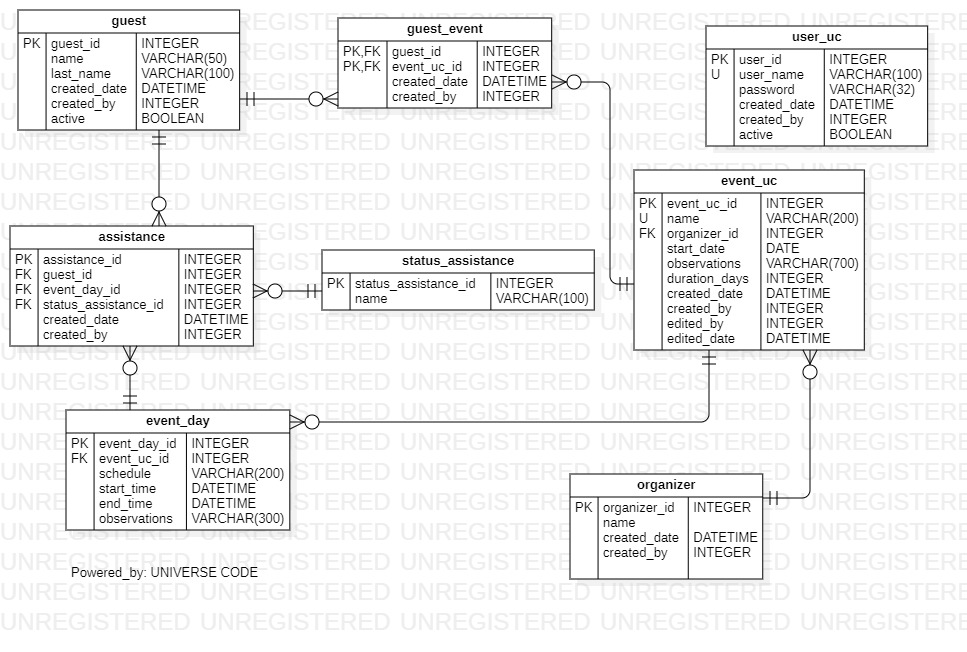 guest
PK guest_id INTEGER
name VARCHAR(50)
last_name VARCHAR(100)
created_date DATETIME
created_by INTEGER
active BOOLEAN
guest_event
PK,FK guest_id INTEGER
PK,FK event_uc_id INTEGER
created_date DATETIME
created_by INTEGER
user_uc
PK user_id INTEGER
U user_name VARCHAR(100)
password VARCHAR(32)
created_date DATETIME
created_by INTEGER
active BOOLEAN
event_uc
PK event_uc_id INTEGER
U name VARCHAR(200)
FK organizer_id INTEGER
start_date DATE
observations VARCHAR(700)
duration_days INTEGER
created_date DATETIME
created_by INTEGER
edited_by INTEGER
edited_date DATETIME
assistance
PK assistance_id INTEGER
FK guest_id INTEGER
FK event_day_id INTEGER
FK status_assistance_id INTEGER
created_date DATETIME
created_by INTEGER
status_assistance
PK status_assistance_id INTEGER
name VARCHAR(100)
event_day
PK event_day_id INTEGER
FK event_uc_id INTEGER
schedule VARCHAR(200)
start_time DATETIME
end_time DATETIME
observations VARCHAR(300)
organizer
PK organizer_id INTEGER
name
created_date DATETIME
created_by INTEGER
Powered_by: UNIVERSE CODE
UNREGISTERED UNREGISTERED UNREGISTERED UNREGISTERED UNREGISTERE